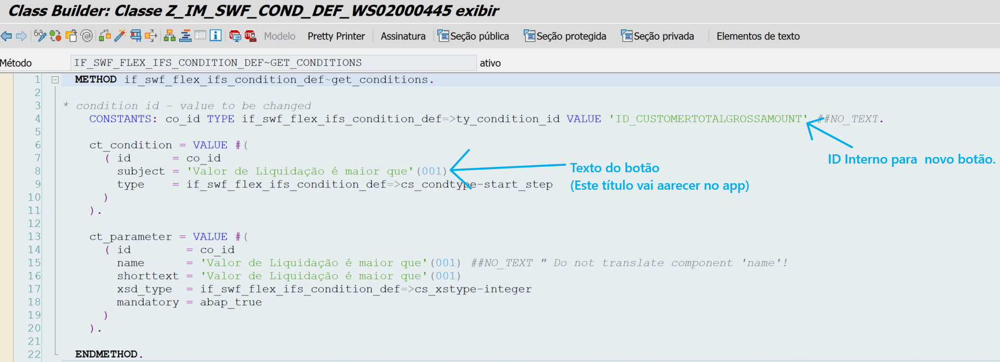 Class Builder: Classe Z_IM_SWF_COND_DEF_WS02000445 exibir
Modelo Pretty Printer Assinatura Seção pública Seção protegida Seção privada Elementos de texto
Método IF_SWF_FLEX_IFS_CONDITION_DEF~GET_CONDITIONS ativo
1 METHOD if_swf_flex_ifs_condition_def~get_conditions.
2
3 * condition id - value to be changed
4 CONSTANTS: co_id TYPE if_swf_flex_ifs_condition_def=>ty_condition_id VALUE 'ID_CUSTOMERTOTALGROSSAMOUNT' ##NO_TEXT.
5
6 ct_condition = VALUE #(
7 ( id = co_id
8 subject = 'Valor de Liquidação é maior que'(001)
9 type = if_swf_flex_ifs_condition_def=>cs_condtype-start_step
10 )
11 ).
12
13 ct_parameter = VALUE #(
14 ( id = co_id
15 name = 'Valor de Liquidação é maior que'(001) ##NO_TEXT " Do not translate component 'name'!
16 shorttext = 'Valor de Liquidação é maior que'(001)
17 xsd_type = if_swf_flex_ifs_condition_def=>cs_xstype-integer
18 mandatory = abap_true
19 )
20 ).
21
22 ENDMETHOD.
ID Interno para novo botão.
Texto do botão
(Este título vai aarecer no app)